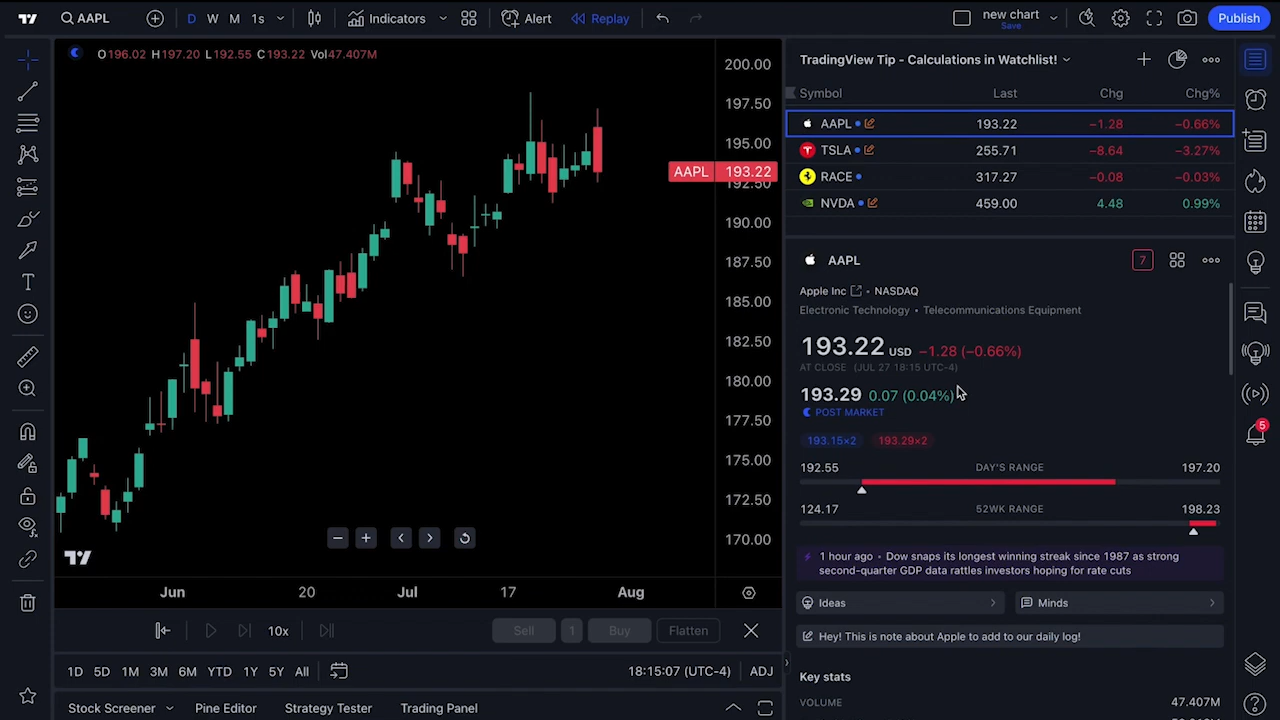 AAPL
D W M 1s
Indicators
Alert
Replay
new chart
Save
Publish
O196.02 H197.20 L192.55 C193.22 Vol47.407M
200.00
197.50
195.00
AAPL 193.22
192.50
190.00
187.50
185.00
182.50
180.00
177.50
175.00
172.50
170.00
Jun 20 Jul 17 Aug
10x
Sell 1 Buy Flatten
1D 5D 1M 3M 6M YTD 1Y 5Y All
18:15:07 (UTC-4) ADJ
Stock Screener Pine Editor Strategy Tester Trading Panel
TradingView Tip - Calculations in Watchlist!
Symbol Last Chg Chg%
AAPL 193.22 −1.28 −0.66%
TSLA 255.71 −8.64 −3.27%
RACE 317.27 −0.08 −0.03%
NVDA 459.00 4.48 0.99%
AAPL 7
Apple Inc • NASDAQ
Electronic Technology • Telecommunications Equipment
193.22 USD −1.28 (−0.66%)
AT CLOSE (JUL 27 18:15 UTC-4)
193.29 0.07 (0.04%)
POST MARKET
193.15×2 193.29×2
192.55 DAY'S RANGE 197.20
124.17 52WK RANGE 198.23
1 hour ago • Dow snaps its longest winning streak since 1987 as strong
second-quarter GDP data rattles investors hoping for rate cuts
Ideas Minds
Hey! This is note about Apple to add to our daily log!
Key stats
VOLUME 47.407M
5